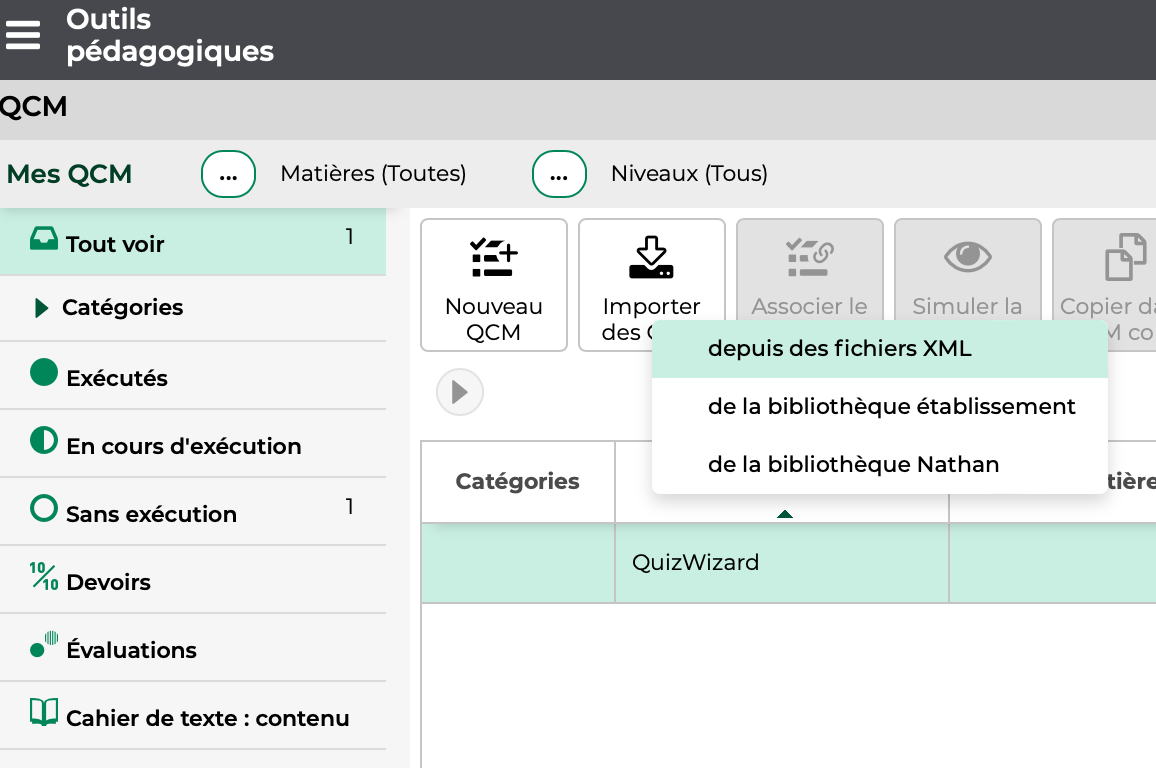 Outils
pédagogiques
QCM
Mes QCM
...
Matières (Toutes)
...
Niveaux (Tous)
Tout voir
1
Catégories
Exécutés
En cours d'exécution
Sans exécution
1
10/10
Devoirs
Évaluations
Cahier de texte : contenu
Nouveau
QCM
Importer
des
Associer le
Simuler la
Copier
depuis des fichiers XML
de la bibliothèque établissement
de la bibliothèque Nathan
Catégories
QuizWizard